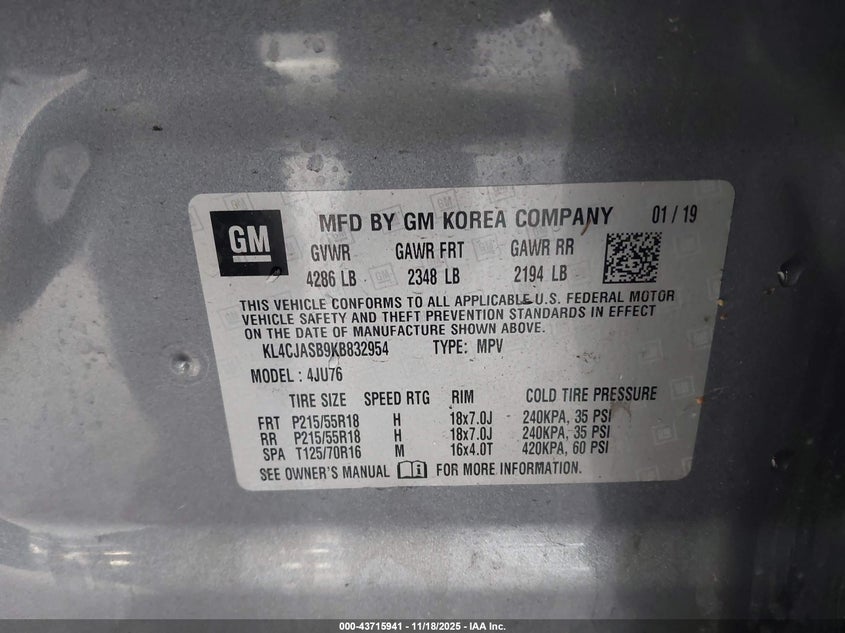 GM
MFD BY GM KOREA COMPANY 01 / 19
GVWR GAWR FRT GAWR RR
4286 LB 2348 LB 2194 LB
THIS VEHICLE CONFORMS TO ALL APPLICABLE U.S. FEDERAL MOTOR
VEHICLE SAFETY AND THEFT PREVENTION STANDARDS IN EFFECT
ON THE DATE OF MANUFACTURE SHOWN ABOVE.
KL4CJASB9KB832954 TYPE: MPV
MODEL : 4JU76
TIRE SIZE SPEED RTG RIM COLD TIRE PRESSURE
FRT P215/55R18 H 18x7.0J 240KPA, 35 PSI
RR P215/55R18 H 18x7.0J 240KPA, 35 PSI
SPA T125/70R16 M 16x4.0T 420KPA, 60 PSI
SEE OWNER'S MANUAL FOR MORE INFORMATION.
000-43715941 - 11/18/2025 - IAA Inc.